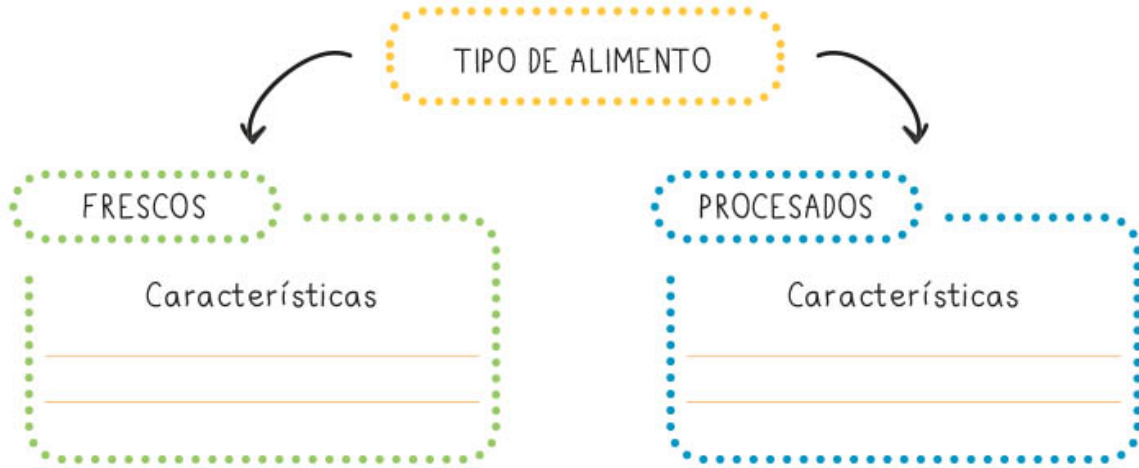 TIPO DE ALIMENTO
FRESCOS
Características
PROCESADOS
Características